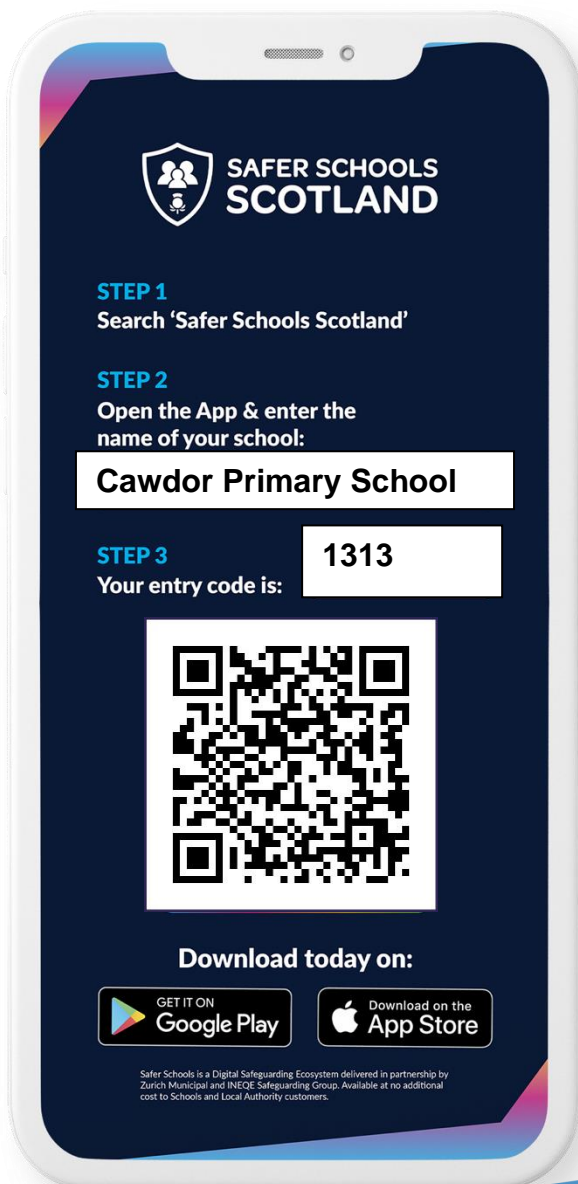 SAFER SCHOOLS
SCOTLAND
STEP 1
Search ‘Safer Schools Scotland’
STEP 2
Open the App & enter the
name of your school:
Cawdor Primary School
STEP 3
Your entry code is:
1313
Download today on:
GET IT ON
Google Play
Download on the
App Store
Safer Schools is a Digital Safeguarding Ecosystem delivered in partnership by
Zurich Municipal and INEQE Safeguarding Group. Available at no additional
cost to Schools and Local Authority customers.